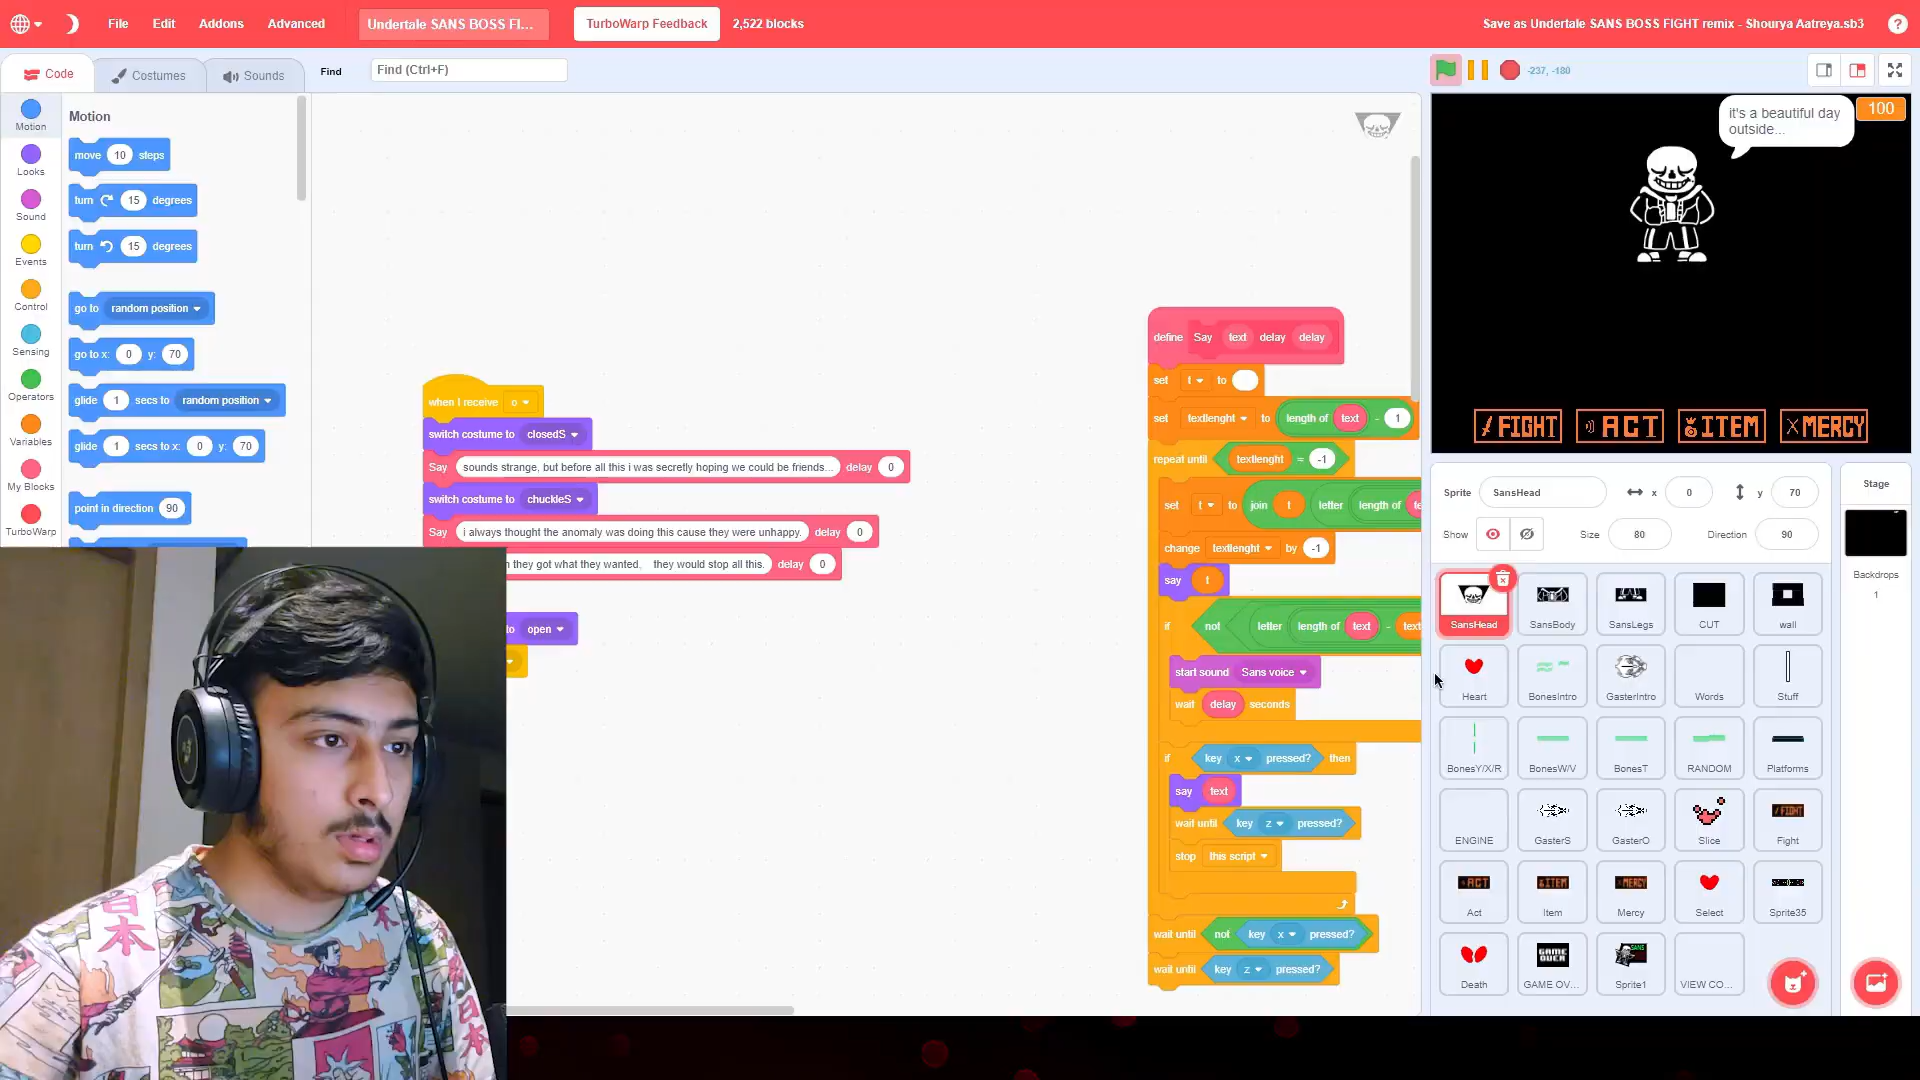 File Edit Addons Advanced Undertale SANS BOSS FI... TurboWarp Feedback 2,522 blocks Save as Undertale SANS BOSS FIGHT remix - Shourya Aatreya.sb3 ?
Code Costumes Sounds Find Find (Ctrl+F) -237, -180
Motion
Looks
Sound
Events
Control
Sensing
Operators
Variables
My Blocks
TurboWarp
Motion
move 10 steps
turn 15 degrees
turn 15 degrees
go to random position
go to x: 0 y: 70
glide 1 secs to random position
glide 1 secs to x: 0 y: 70
point in direction 90
when I receive o
switch costume to closedS
Say sounds strange, but before all this i was secretly hoping we could be friends... delay 0
switch costume to chuckleS
Say i always thought the anomaly was doing this cause they were unhappy. delay 0
they got what they wanted, they would stop all this. delay 0
to open
define Say text delay delay
set t to
set textlenght to length of text - 1
repeat until textlenght = -1
set t to join t letter length of
change textlenght by -1
say t
if not letter length of text -
start sound Sans voice
wait delay seconds
if key x pressed? then
say text
wait until key z pressed?
stop this script
wait until not key x pressed?
wait until key z pressed?
it's a beautiful day
outside...
100
FIGHT ACT ITEM MERCY
Sprite SansHead x 0 y 70
Show Size 80 Direction 90
Stage
Backdrops
1
SansHead SansBody SansLegs CUT wall
Heart BonesIntro GasterIntro Words Stuff
BonesY/X/R BonesW/V BonesT RANDOM Platforms
ENGINE GasterS GasterO Slice Fight
FIGHT
ACT ITEM MERCY
Act Item Mercy Select Sprite35
GAME
OVER
SANS
Death GAME OV... Sprite1 VIEW CO...
日本
日本